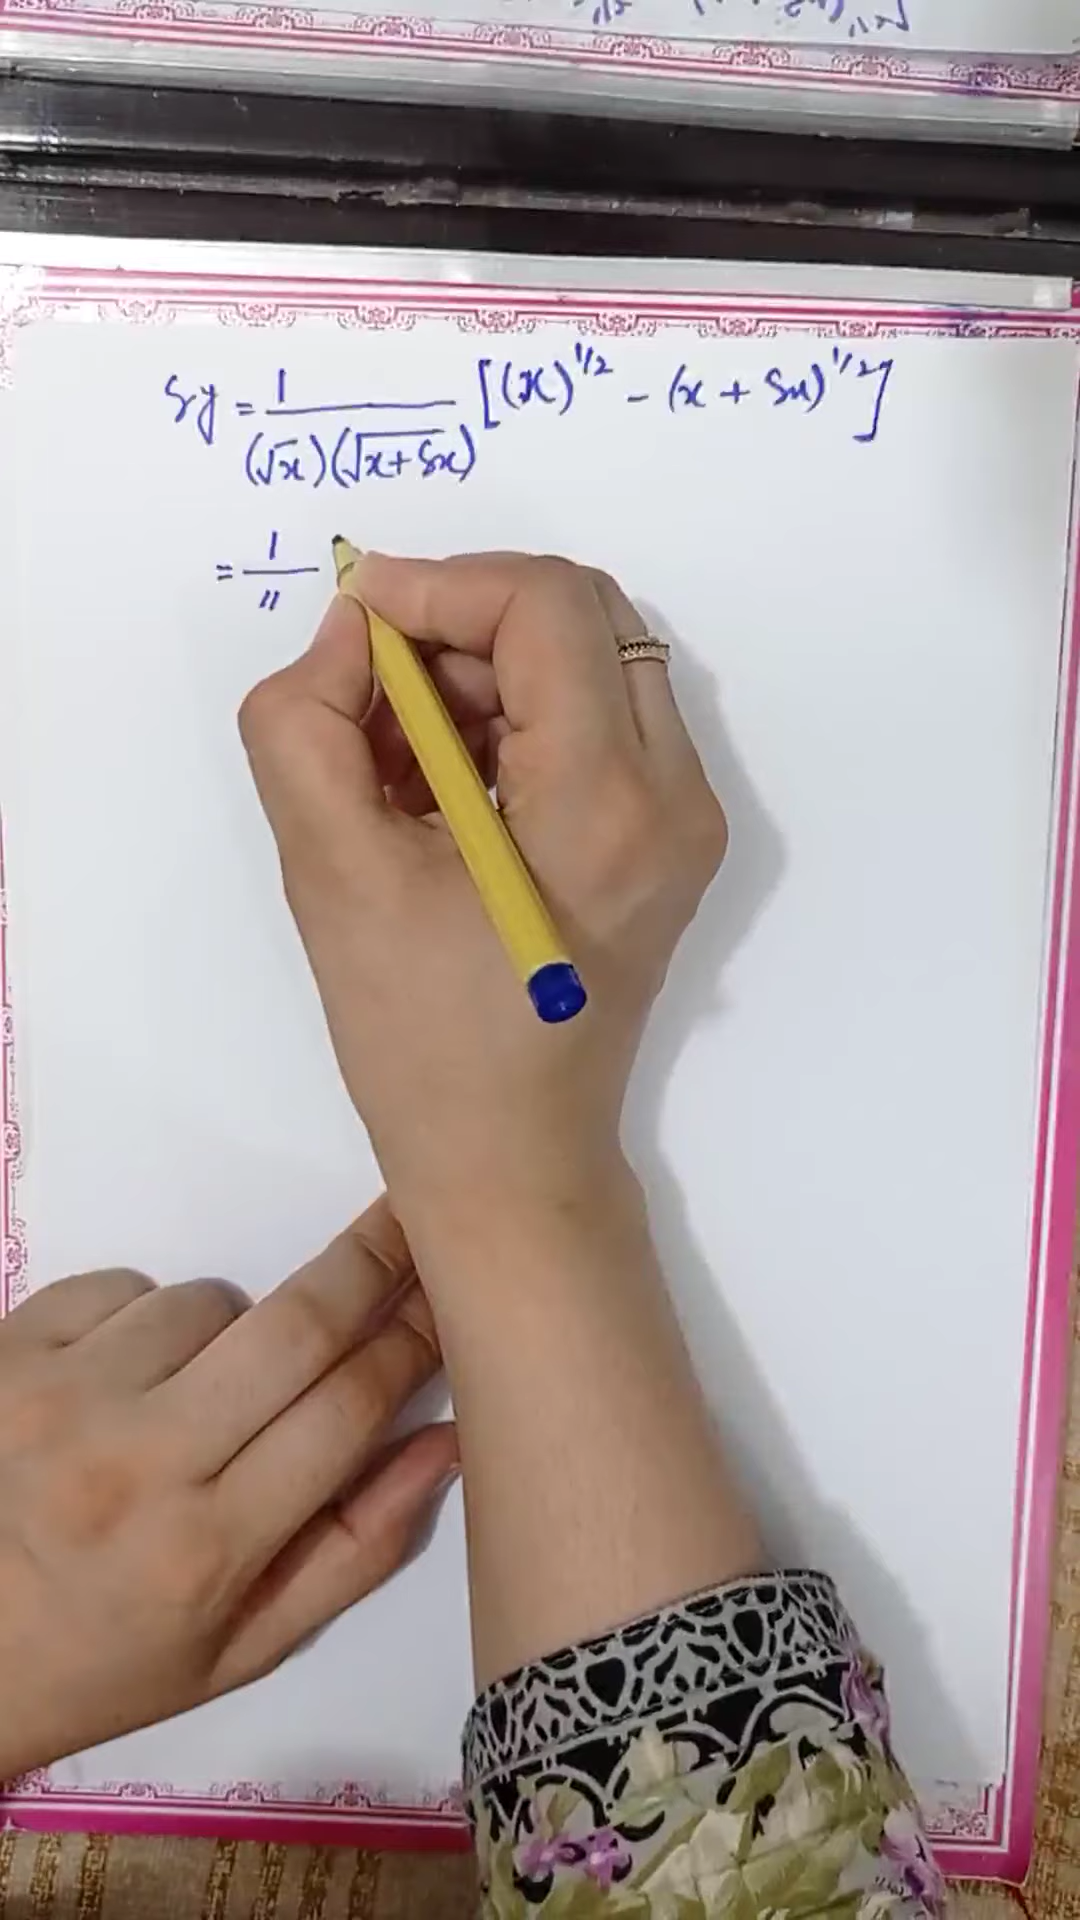 δy = 1/((√x)(√x+δx)) [(x)^1/2 - (x + δx)^1/2]
= 1/〃